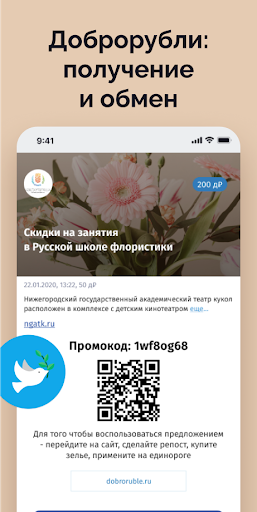 Доброрубли:
получение
и обмен
9:41
200 д₽
Скидки на занятия
в Русской школе флористики
22.01.2020, 13:22, 50 д₽
Нижегородский государственный академический театр кукол
расположен в комплексе с детским кинотеатром еще...
ngatk.ru
Промокод: 1wf8og68
Для того чтобы воспользоваться предложением
- перейдите на сайт, сделайте репост, купите
зелье, примените на единороге
dobroruble.ru